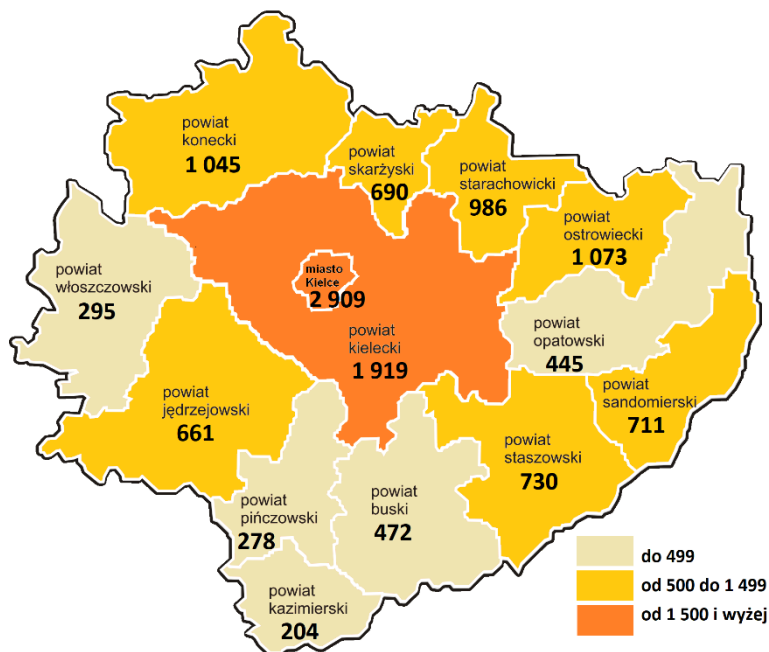 powiat
konecki
1 045
powiat
skarżyski
690
powiat
starachowicki
986
powiat
ostrowiecki
1 073
powiat
włoszczowski
295
miasto
Kielce
2 909
powiat
kielecki
1 919
powiat
opatowski
445
powiat
sandomierski
711
powiat
jędrzejowski
661
powiat
staszowski
730
powiat
pińczowski
278
powiat
buski
472
powiat
kazimierski
204
do 499
od 500 do 1 499
od 1 500 i wyżej